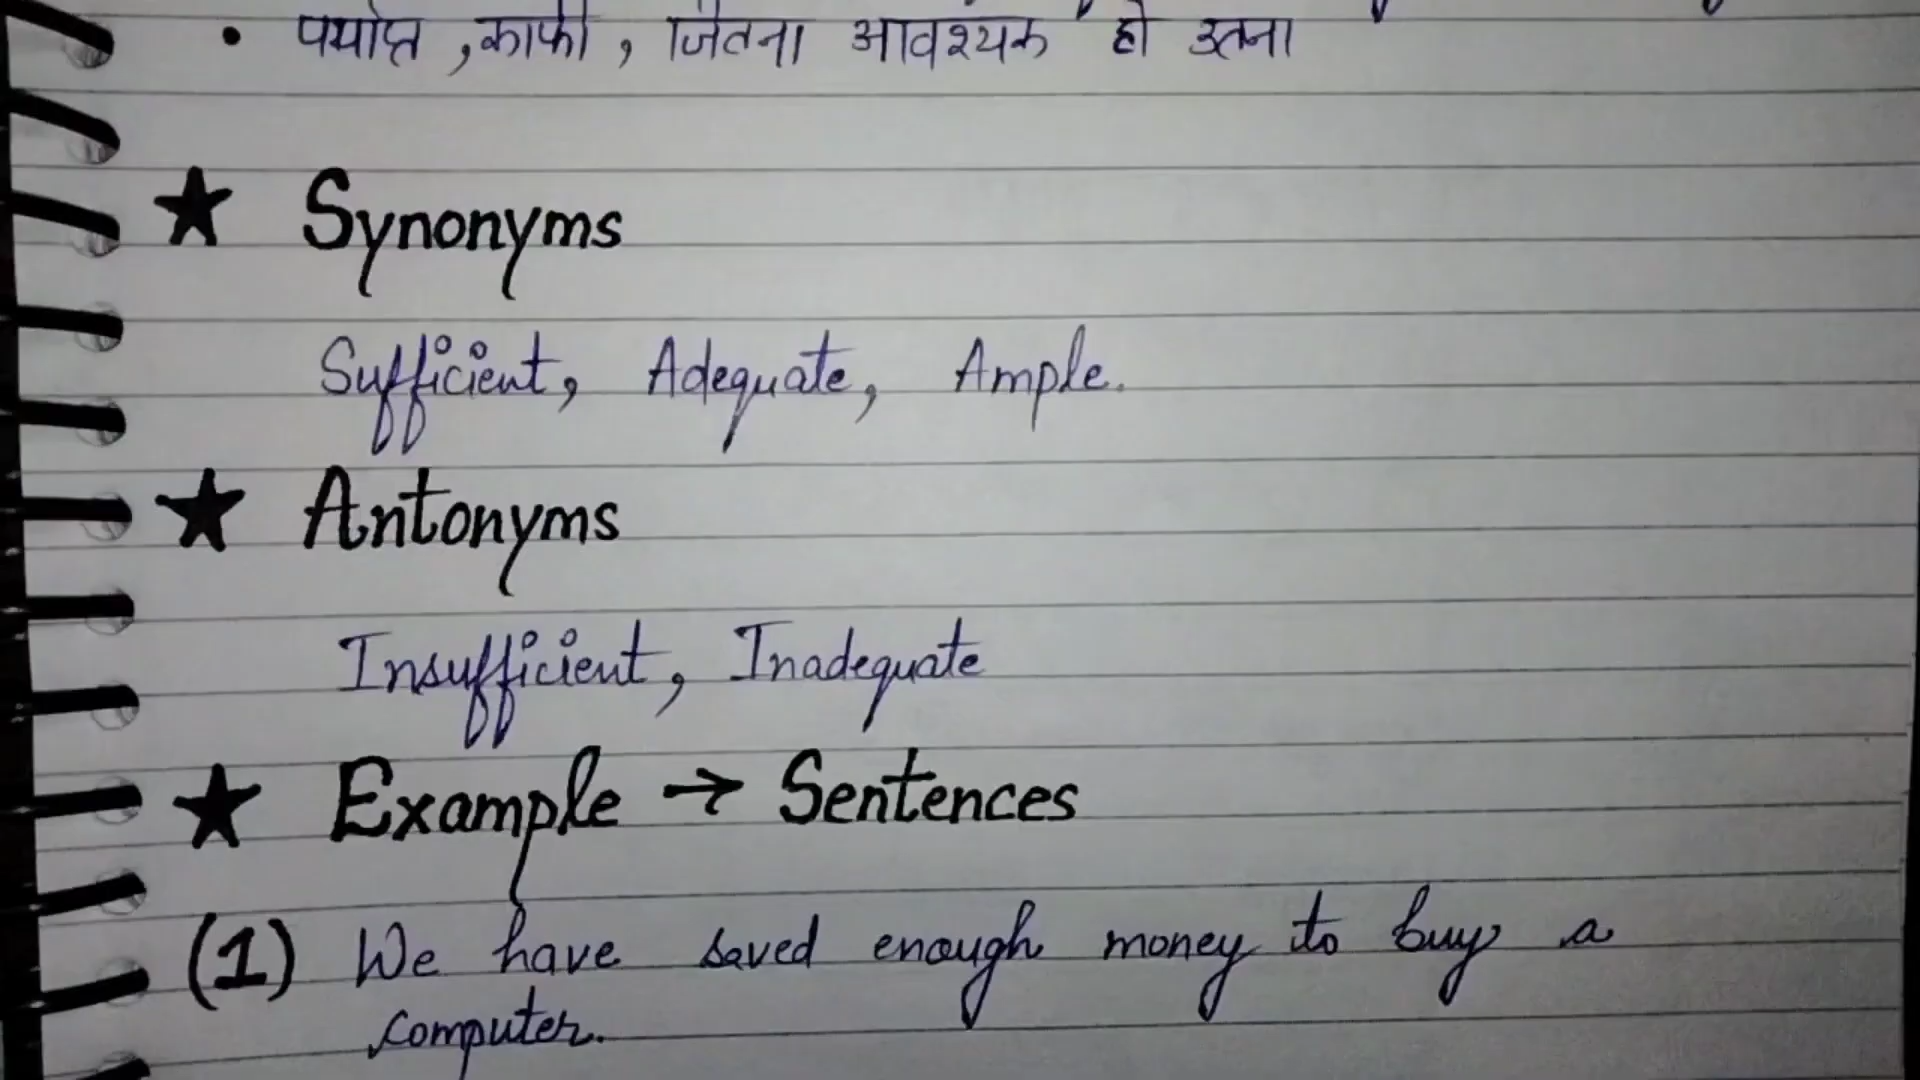 • पर्याप्त, काफी, जितना आवश्यक हो उतना
★ Synonyms
Sufficient, Adequate, Ample.
★ Antonyms
Insufficient, Inadequate
★ Example → Sentences
(1) We have saved enough money to buy a
computer.